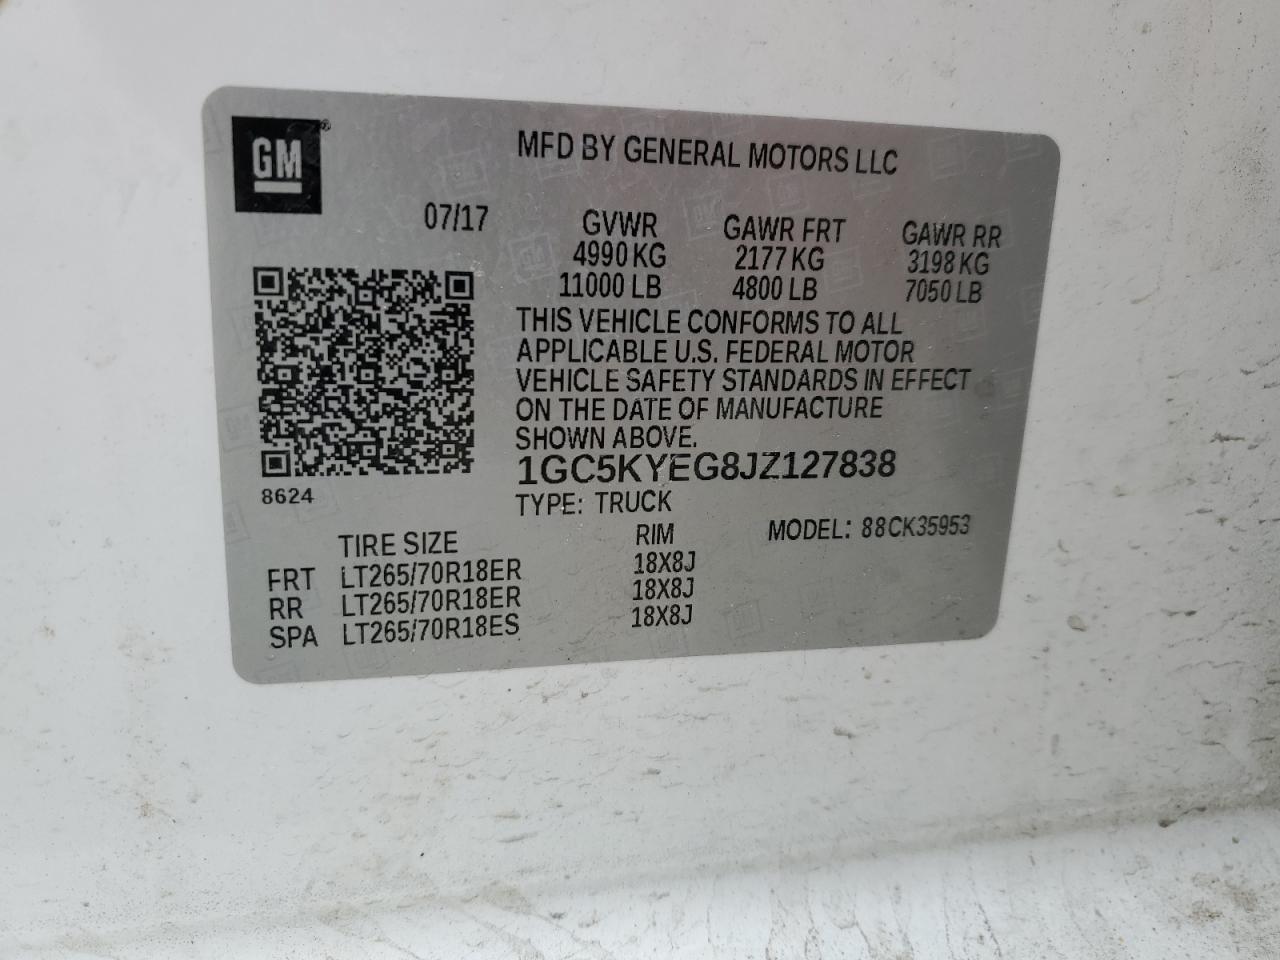 GM®
MFD BY GENERAL MOTORS LLC
07/17
GVWR GAWR FRT GAWR RR
4990 KG 2177 KG 3198 KG
11000 LB 4800 LB 7050 LB
THIS VEHICLE CONFORMS TO ALL
APPLICABLE U.S. FEDERAL MOTOR
VEHICLE SAFETY STANDARDS IN EFFECT
ON THE DATE OF MANUFACTURE
SHOWN ABOVE.
1GC5KYEG8JZ127838
8624
TYPE: TRUCK
MODEL: 88CK35953
TIRE SIZE RIM
FRT LT265/70R18ER 18X8J
RR LT265/70R18ER 18X8J
SPA LT265/70R18ES 18X8J